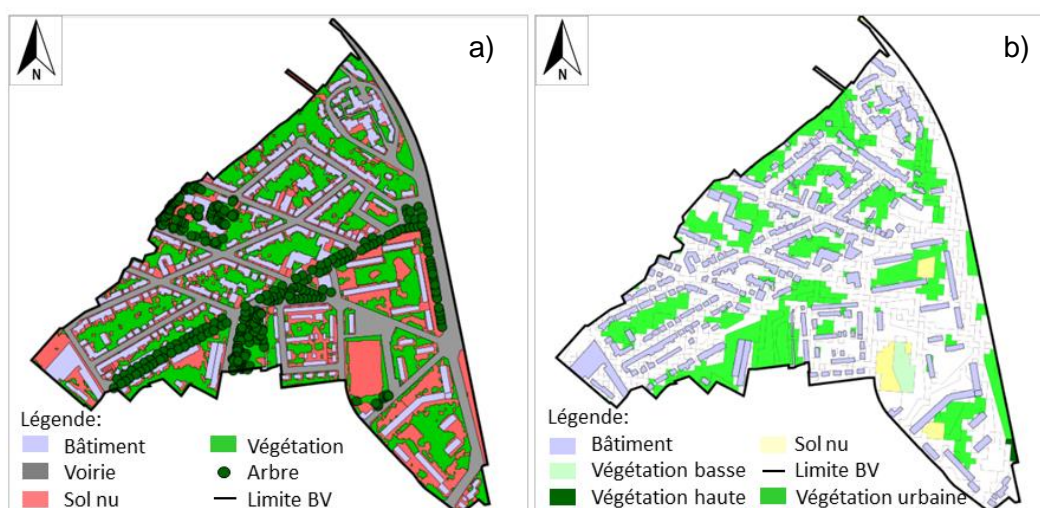 a)
N
Légende:
Bâtiment Végétation
Voirie Arbre
Sol nu Limite BV
b)
N
Légende:
Bâtiment Sol nu
Végétation basse Limite BV
Végétation haute Végétation urbaine